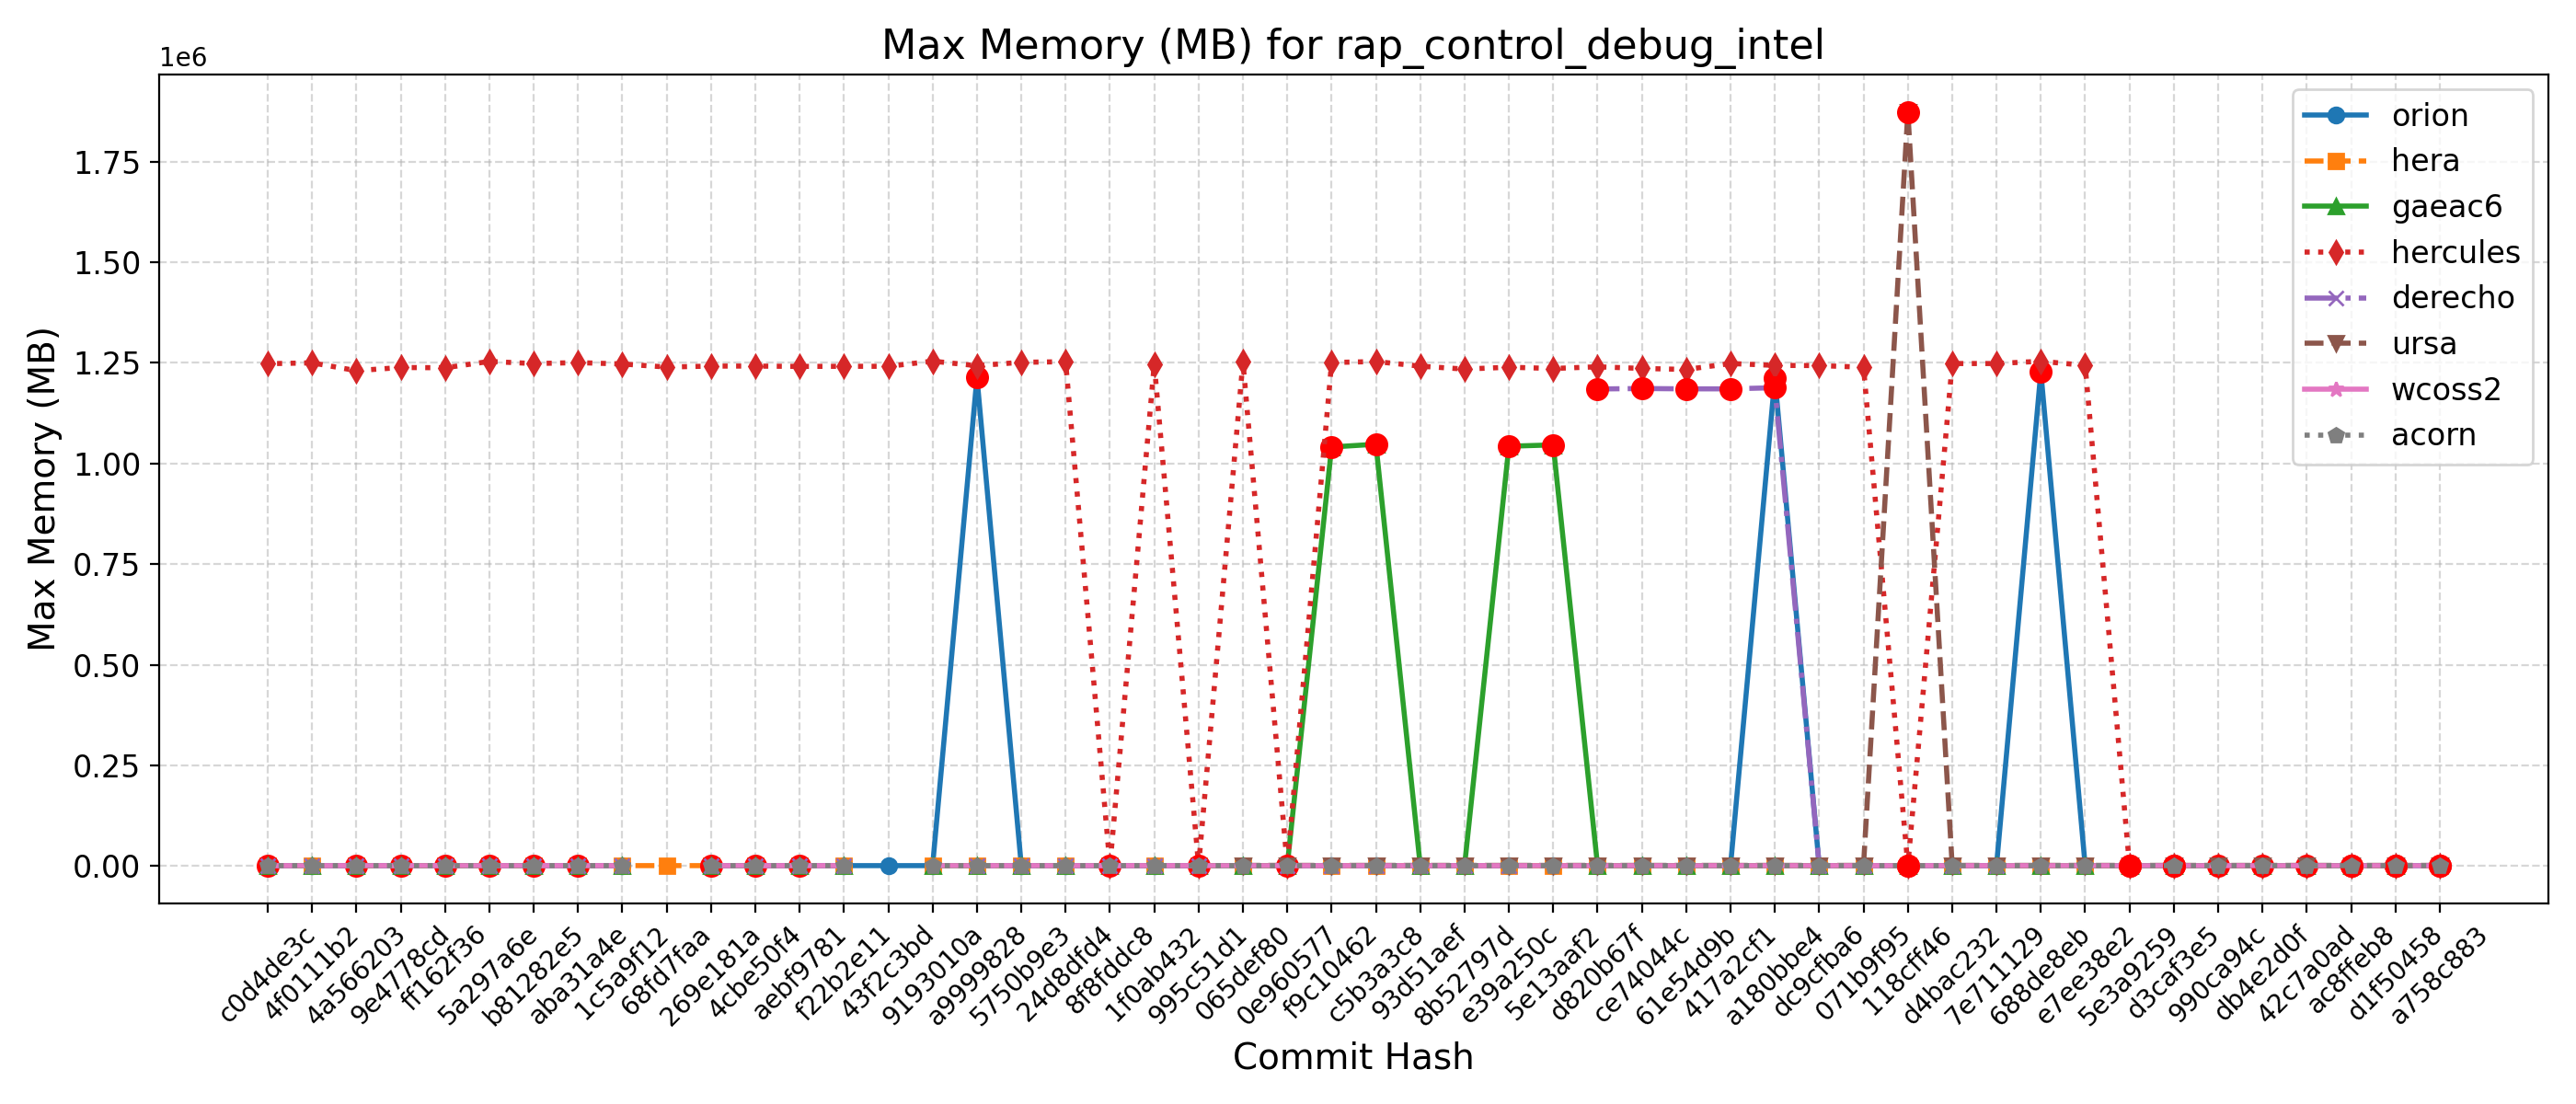 Max Memory (MB) for rap_control_debug_intel
1e6
1.75
1.50
1.25
1.00
0.75
0.50
0.25
0.00
Max Memory (MB)
orion
hera
gaeac6
hercules
derecho
ursa
wcoss2
acorn
c0d4de3c
4f0111b2
4a566203
9e4778cd
ff162f36
5a297a6e
b81282e5
aba31a4e
1c5a9f12
68fd7faa
269e181a
4cbe50f4
aebf9781
f22b2e11
43f2c3bd
9193010a
a9999828
5750b9e3
24d8dfd4
8f8fddc8
1f0ab432
995c51d1
065def80
0e960577
f9c10462
c5b3a3c8
93d51aef
8b52797d
e39a250c
5e13aaf2
d820b67f
ce74044c
61e54d9b
417a2cf1
a180bbe4
dc9cfba6
071b9f95
118cff46
d4bac232
7e711129
688de8eb
e7ee38e2
5e3a9259
d3caf3e5
990ca94c
db4e2d0f
42c7a0ad
ac8ffeb8
d1f50458
a758c883
Commit Hash